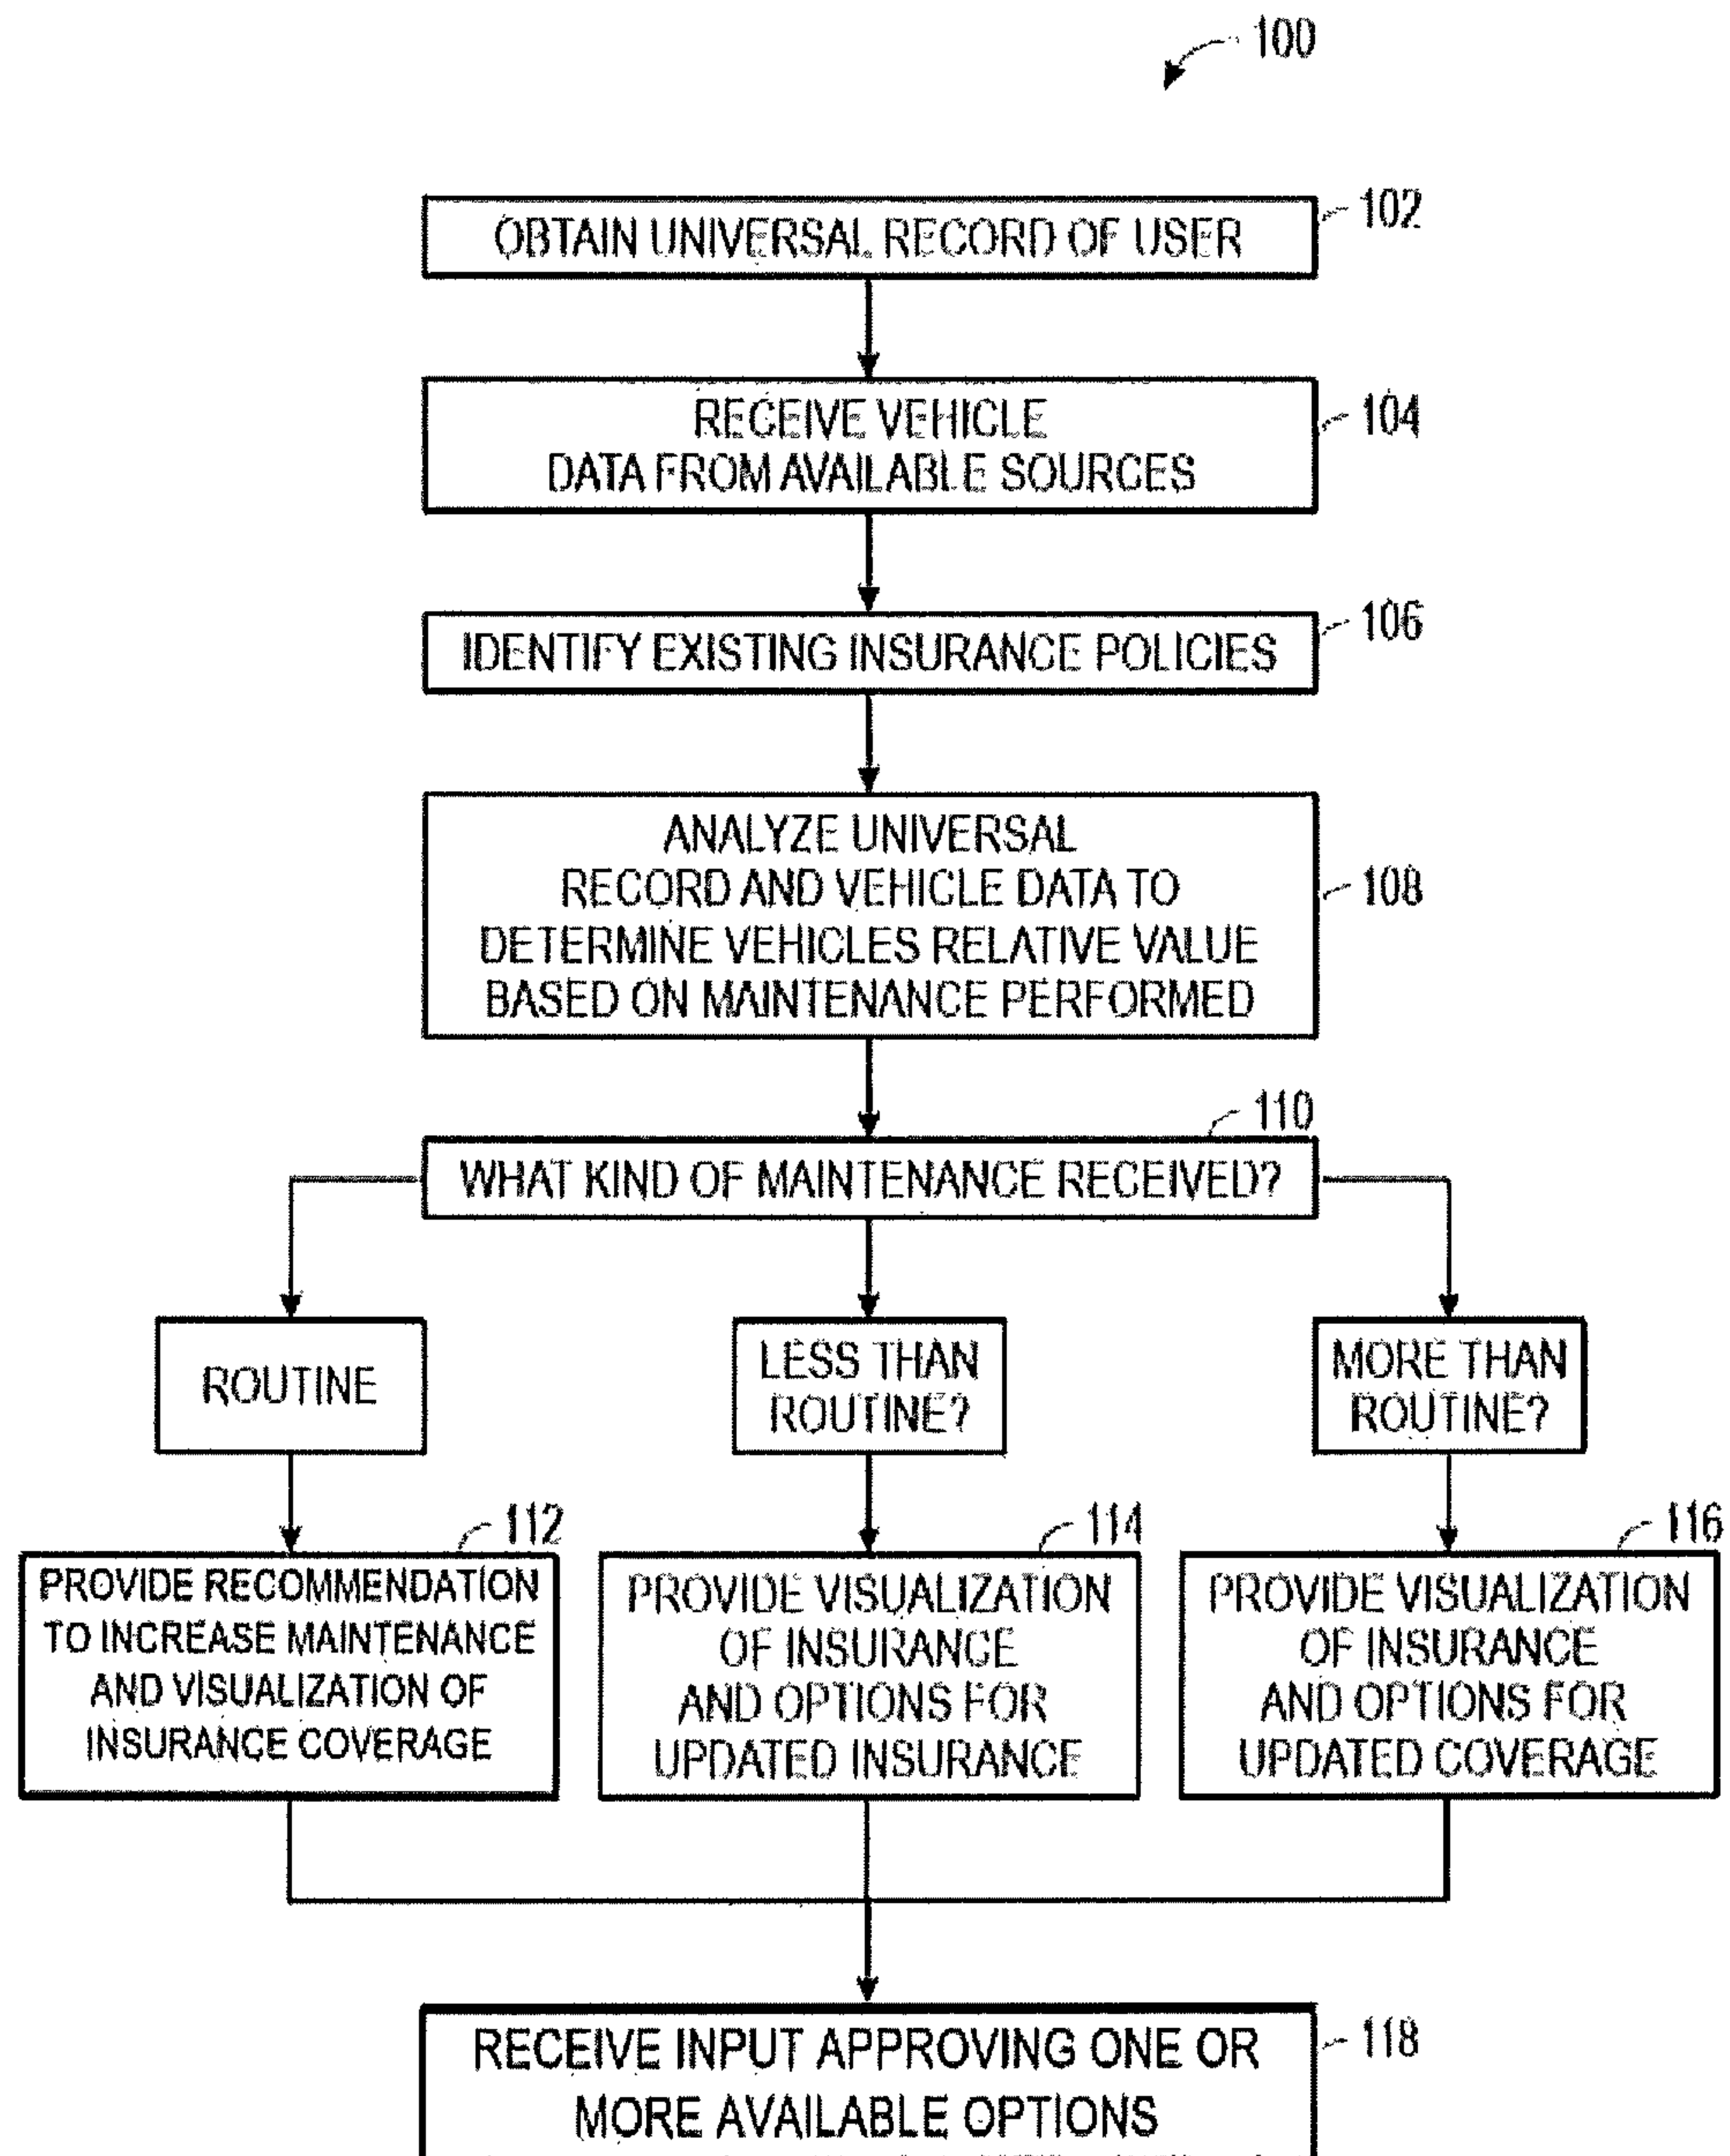 100
OBTAIN UNIVERSAL RECORD OF USER
102
RECEIVE VEHICLE
DATA FROM AVAILABLE SOURCES
104
IDENTIFY EXISTING INSURANCE POLICIES
106
ANALYZE UNIVERSAL
RECORD AND VEHICLE DATA TO
DETERMINE VEHICLES RELATIVE VALUE
BASED ON MAINTENANCE PERFORMED
108
110
WHAT KIND OF MAINTENANCE RECEIVED?
ROUTINE
LESS THAN
ROUTINE?
MORE THAN
ROUTINE?
112
PROVIDE RECOMMENDATION
TO INCREASE MAINTENANCE
AND VISUALIZATION OF
INSURANCE COVERAGE
114
PROVIDE VISUALIZATION
OF INSURANCE
AND OPTIONS FOR
UPDATED INSURANCE
116
PROVIDE VISUALIZATION
OF INSURANCE
AND OPTIONS FOR
UPDATED COVERAGE
RECEIVE INPUT APPROVING ONE OR
MORE AVAILABLE OPTIONS
118